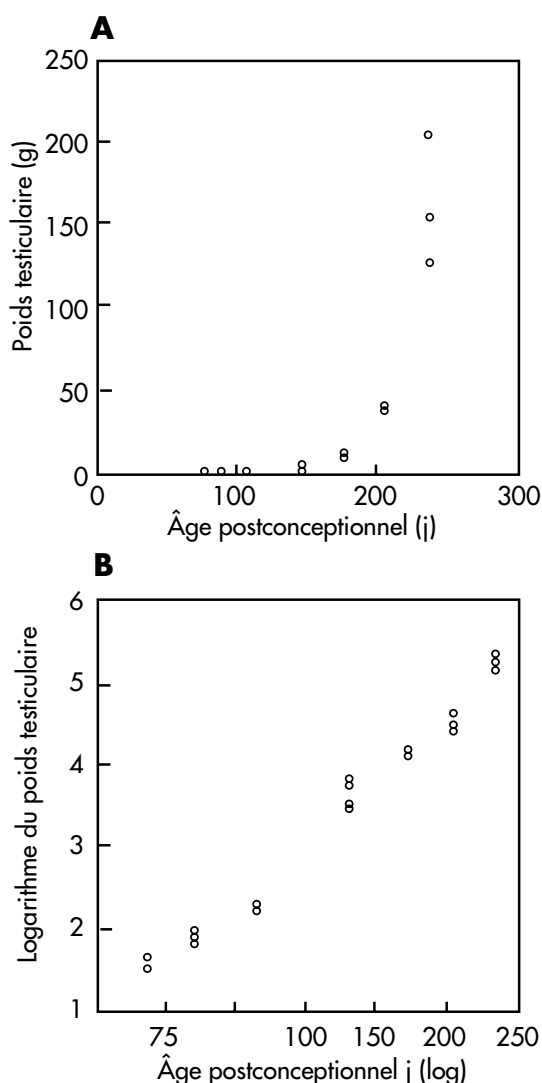 A
250
200
150
100
50
0
Poids testiculaire (g)
0 100 200 300
Âge postconceptionnel (j)
B
6
5
4
3
2
1
Logarithme du poids testiculaire
75 100 150 200 250
Âge postconceptionnel j (log)